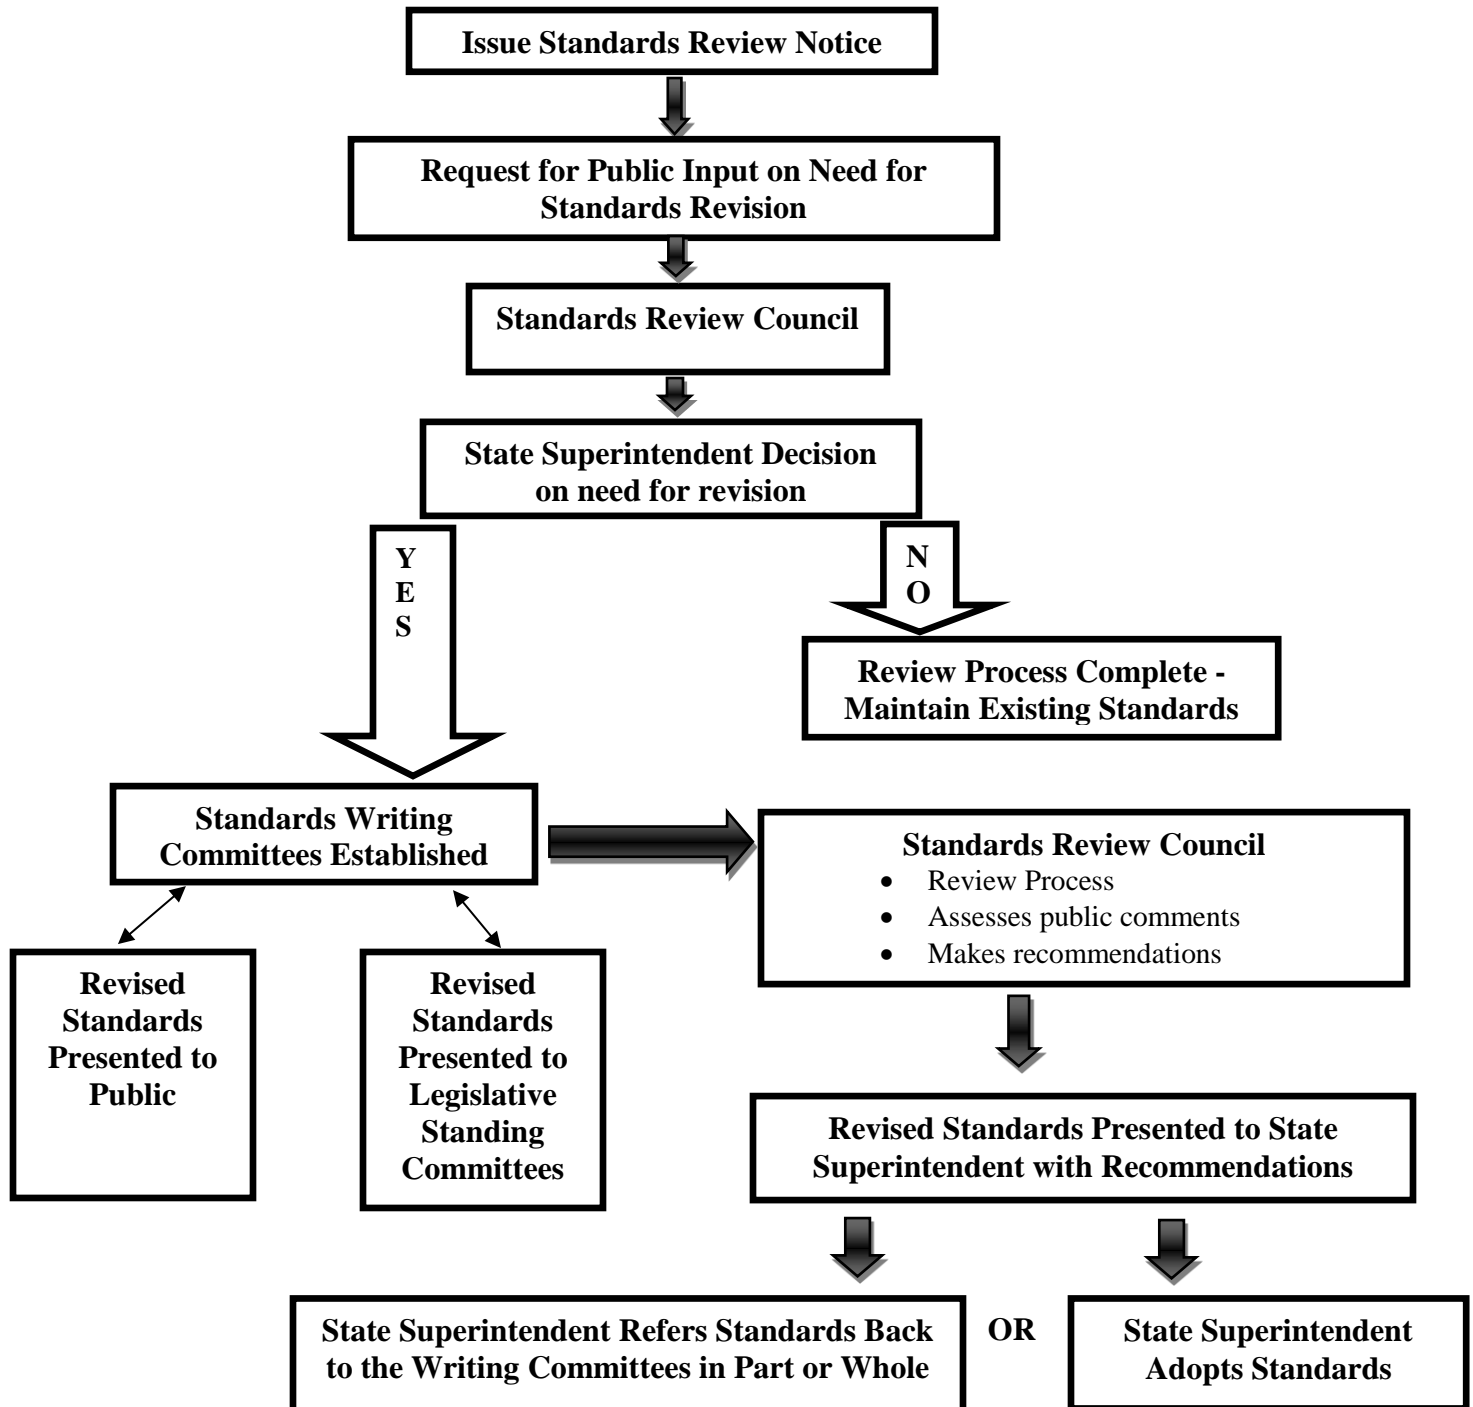 Issue Standards Review Notice
Request for Public Input on Need for
Standards Revision
Standards Review Council
State Superintendent Decision
on need for revision
Y
E
S
N
O
Review Process Complete -
Maintain Existing Standards
Standards Writing
Committees Established
Standards Review Council
• Review Process
• Assesses public comments
• Makes recommendations
Revised
Standards
Presented to
Public
Revised
Standards
Presented to
Legislative
Standing
Committees
Revised Standards Presented to State
Superintendent with Recommendations
State Superintendent Refers Standards Back
to the Writing Committees in Part or Whole
OR
State Superintendent
Adopts Standards